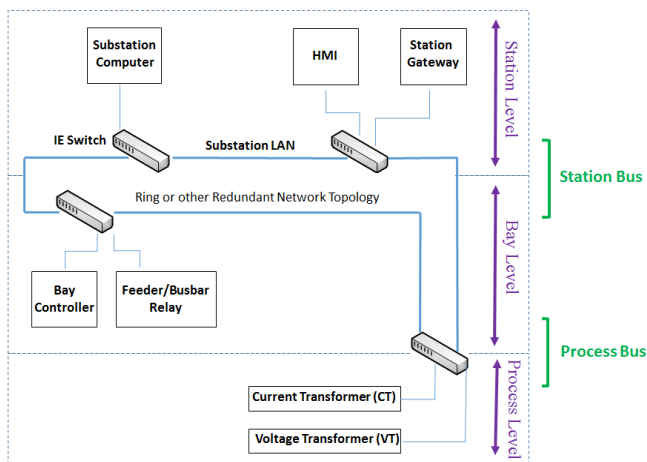 Substation
Computer
HMI
Station
Gateway
Station Level
IE Switch
Substation LAN
Station Bus
Ring or other Redundant Network Topology
Bay Level
Bay
Controller
Feeder/Busbar
Relay
Process Bus
Current Transformer (CT)
Process Level
Voltage Transformer (VT)